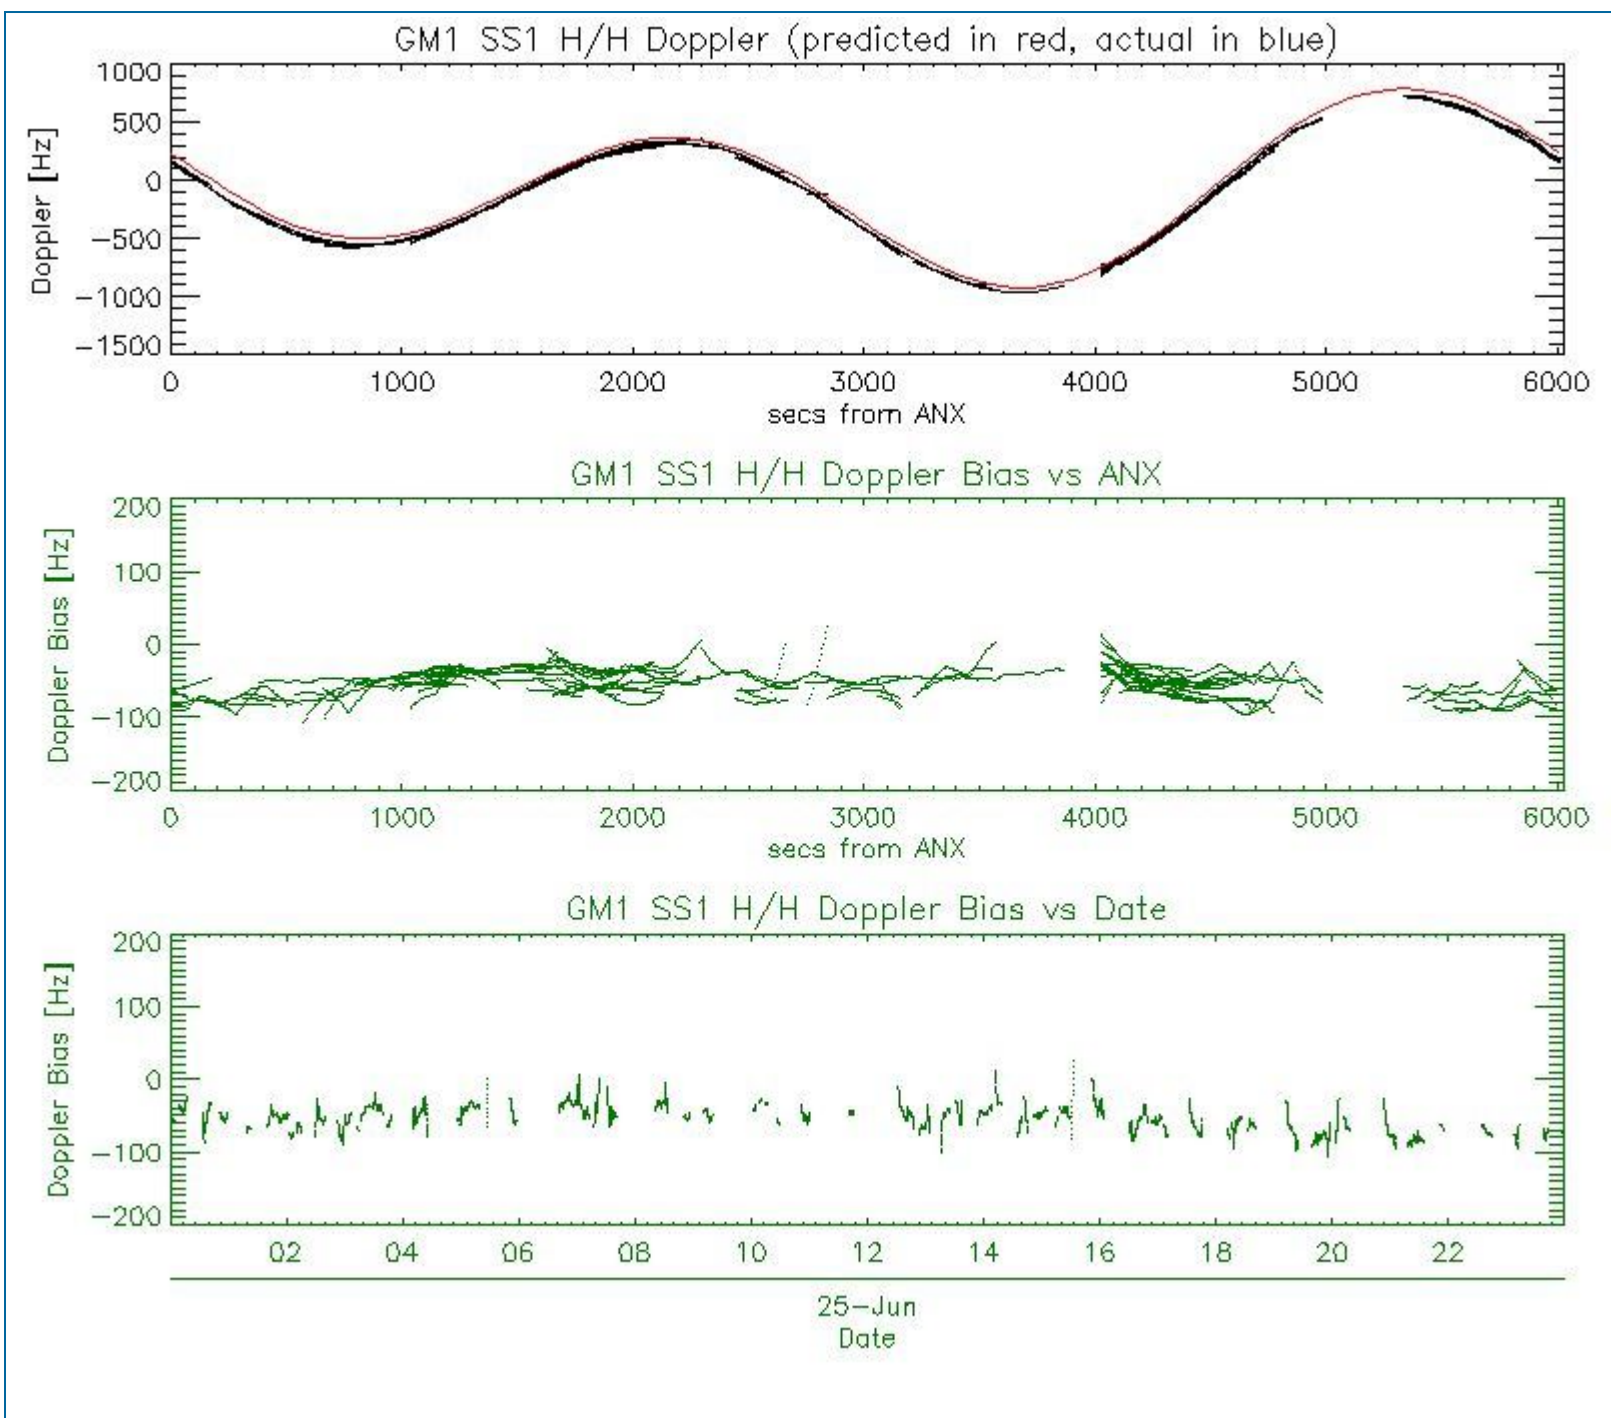 GM1 SS1 H/H Doppler (predicted in red, actual in blue)
Doppler [Hz]
1000
500
0
−500
−1000
−1500
0 1000 2000 3000 4000 5000 6000
secs from ANX
GM1 SS1 H/H Doppler Bias vs ANX
Doppler Bias [Hz]
200
100
0
−100
−200
0 1000 2000 3000 4000 5000 6000
secs from ANX
GM1 SS1 H/H Doppler Bias vs Date
Doppler Bias [Hz]
200
100
0
−100
−200
02 04 06 08 10 12 14 16 18 20 22
25−Jun
Date